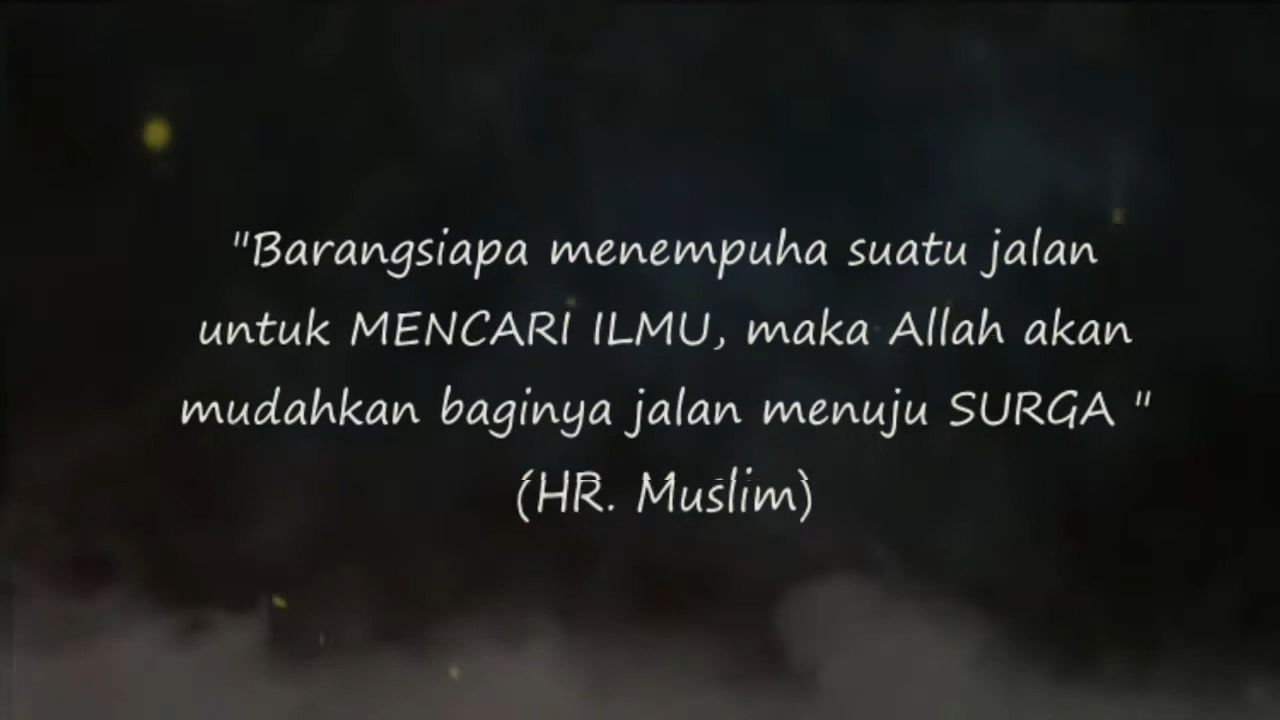 "Barangsiapa menempuha suatu jalan
untuk MENCARI ILMU, maka Allah akan
mudahkan baginya jalan menuju SURGA "
(HR. Muslim)